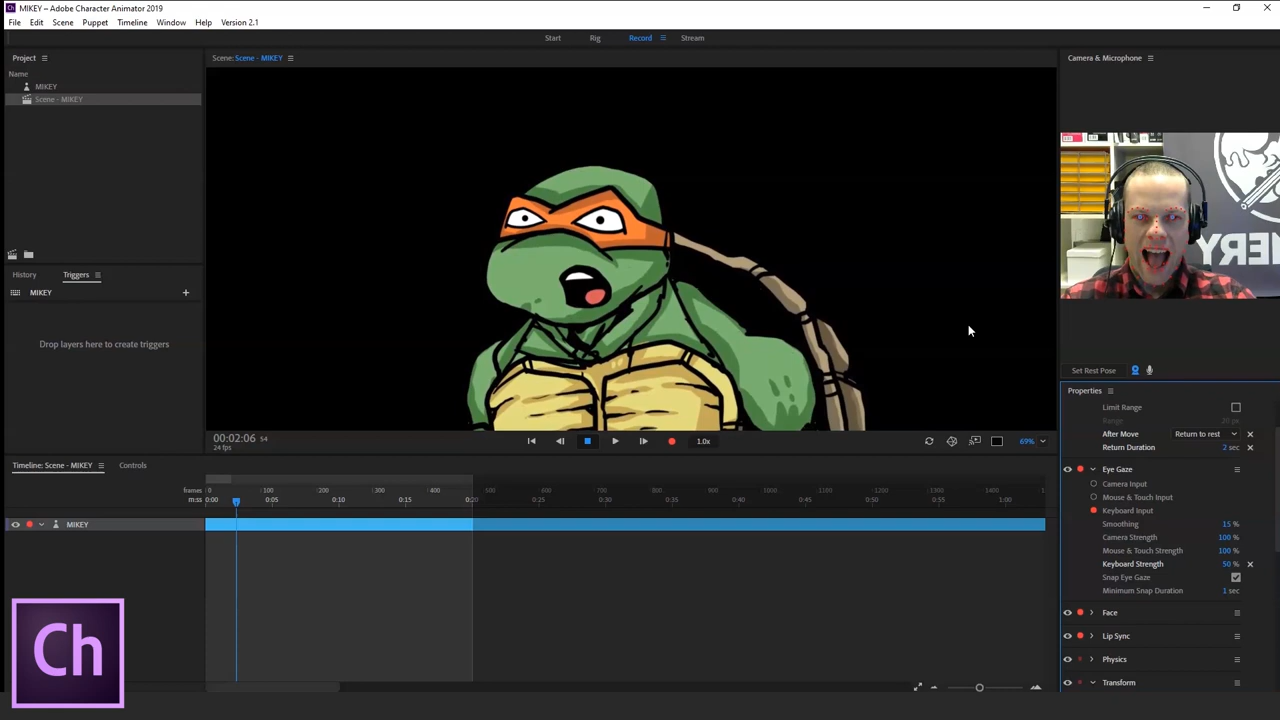 Ch MIKEY – Adobe Character Animator 2019
File Edit Scene Puppet Timeline Window Help Version 2.1
Start Rig Record Stream
Project
Name
MIKEY
Scene - MIKEY
History Triggers
MIKEY
Drop layers here to create triggers
Scene: Scene - MIKEY
00:02:06 54
24 fps
1.0x
69%
Camera & Microphone
Set Rest Pose
Properties
Limit Range
Range 20 px
After Move Return to rest
Return Duration 2 sec
Eye Gaze
Camera Input
Mouse & Touch Input
Keyboard Input
Smoothing 15 %
Camera Strength 100 %
Mouse & Touch Strength 100 %
Keyboard Strength 50 %
Snap Eye Gaze
Minimum Snap Duration 1 sec
Face
Lip Sync
Physics
Transform
Timeline: Scene - MIKEY Controls
frames 0 100 200 300 400 500 600 700 800 900 1000 1100 1200 1300 1400
m:ss 0:00 0:05 0:10 0:15 0:20 0:25 0:30 0:35 0:40 0:45 0:50 0:55 1:00
MIKEY
Ch